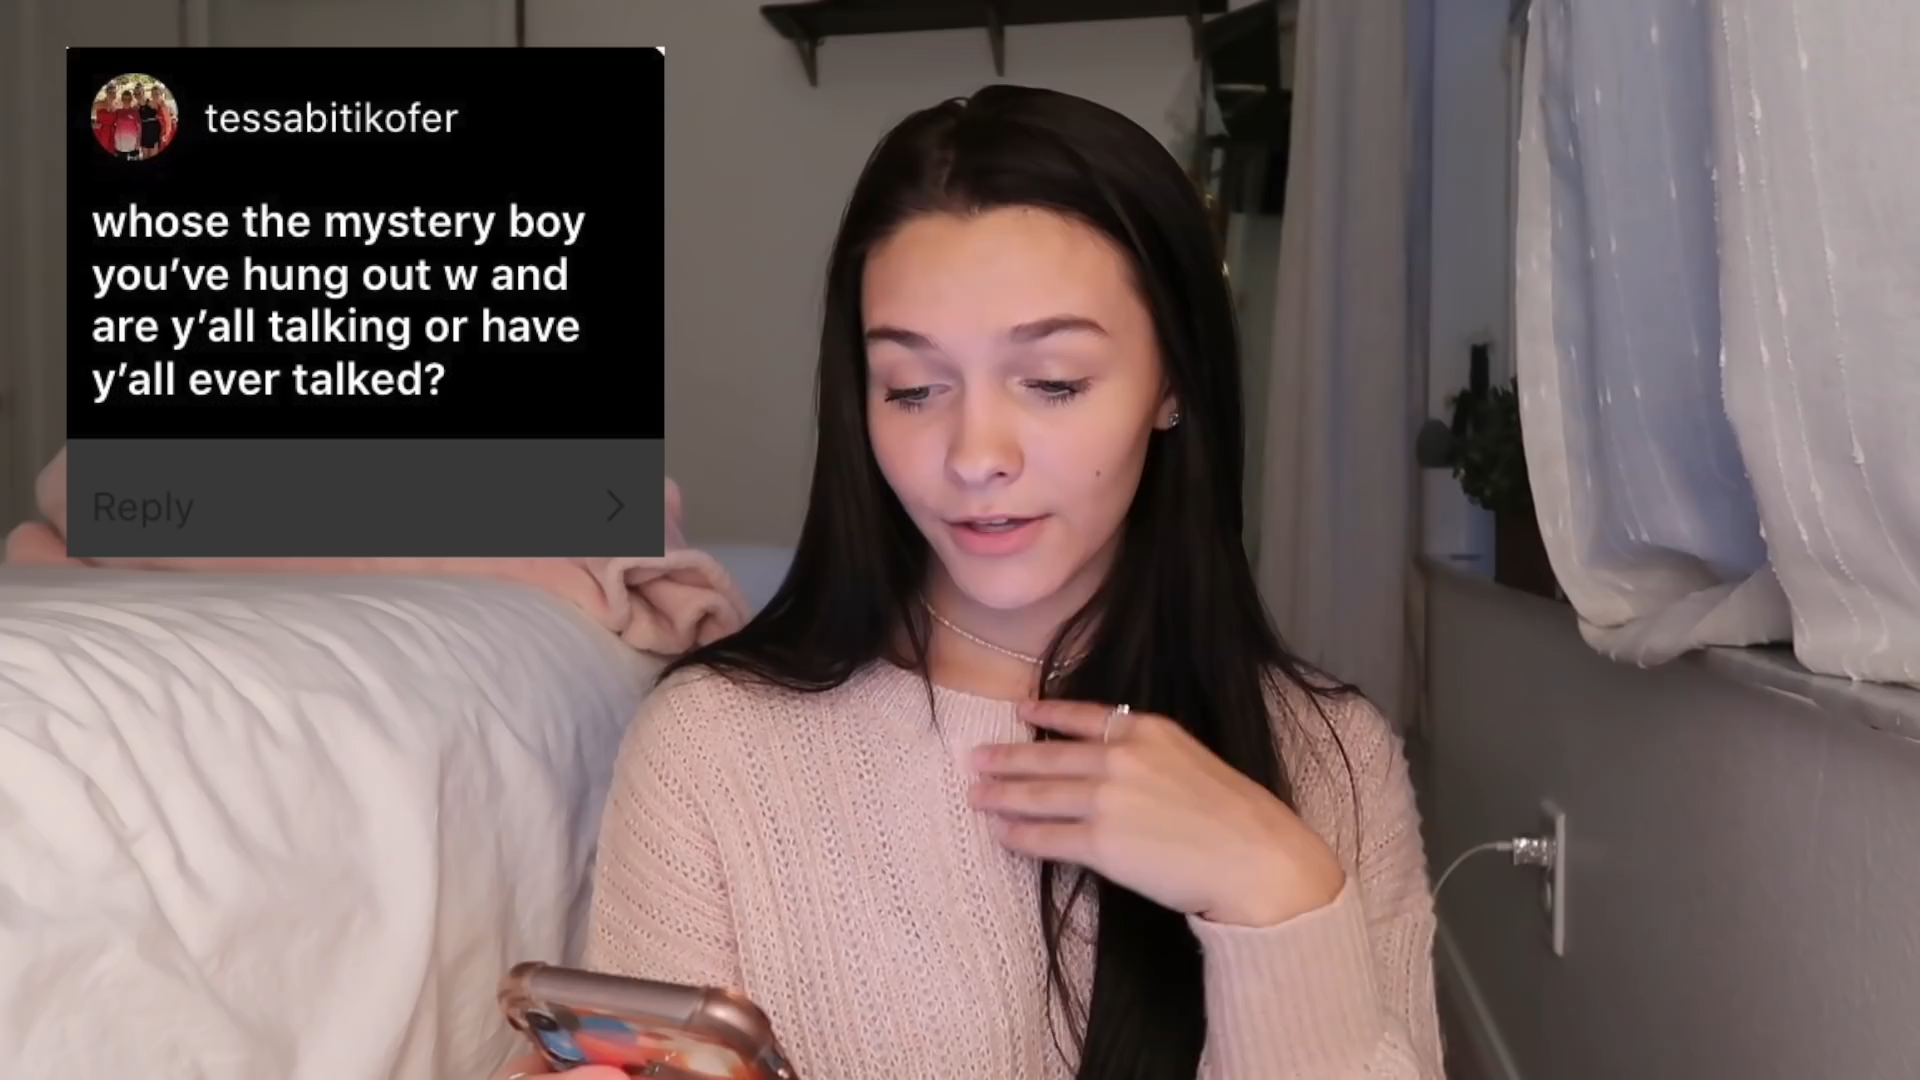 tessabitikofer
whose the mystery boy
you’ve hung out w and
are y’all talking or have
y’all ever talked?
Reply